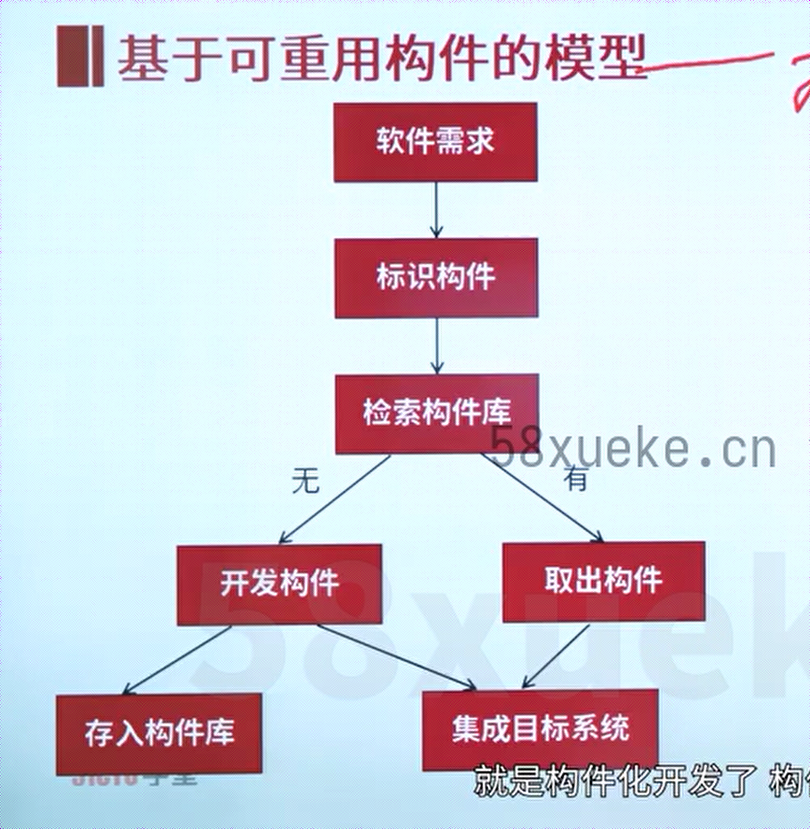 基于可重用构件的模型
软件需求
标识构件
检索构件库
58xueke.cn
无
有
开发构件
取出构件
58xuek
存入构件库
集成目标系统
学堂
就是构件化开发了 构